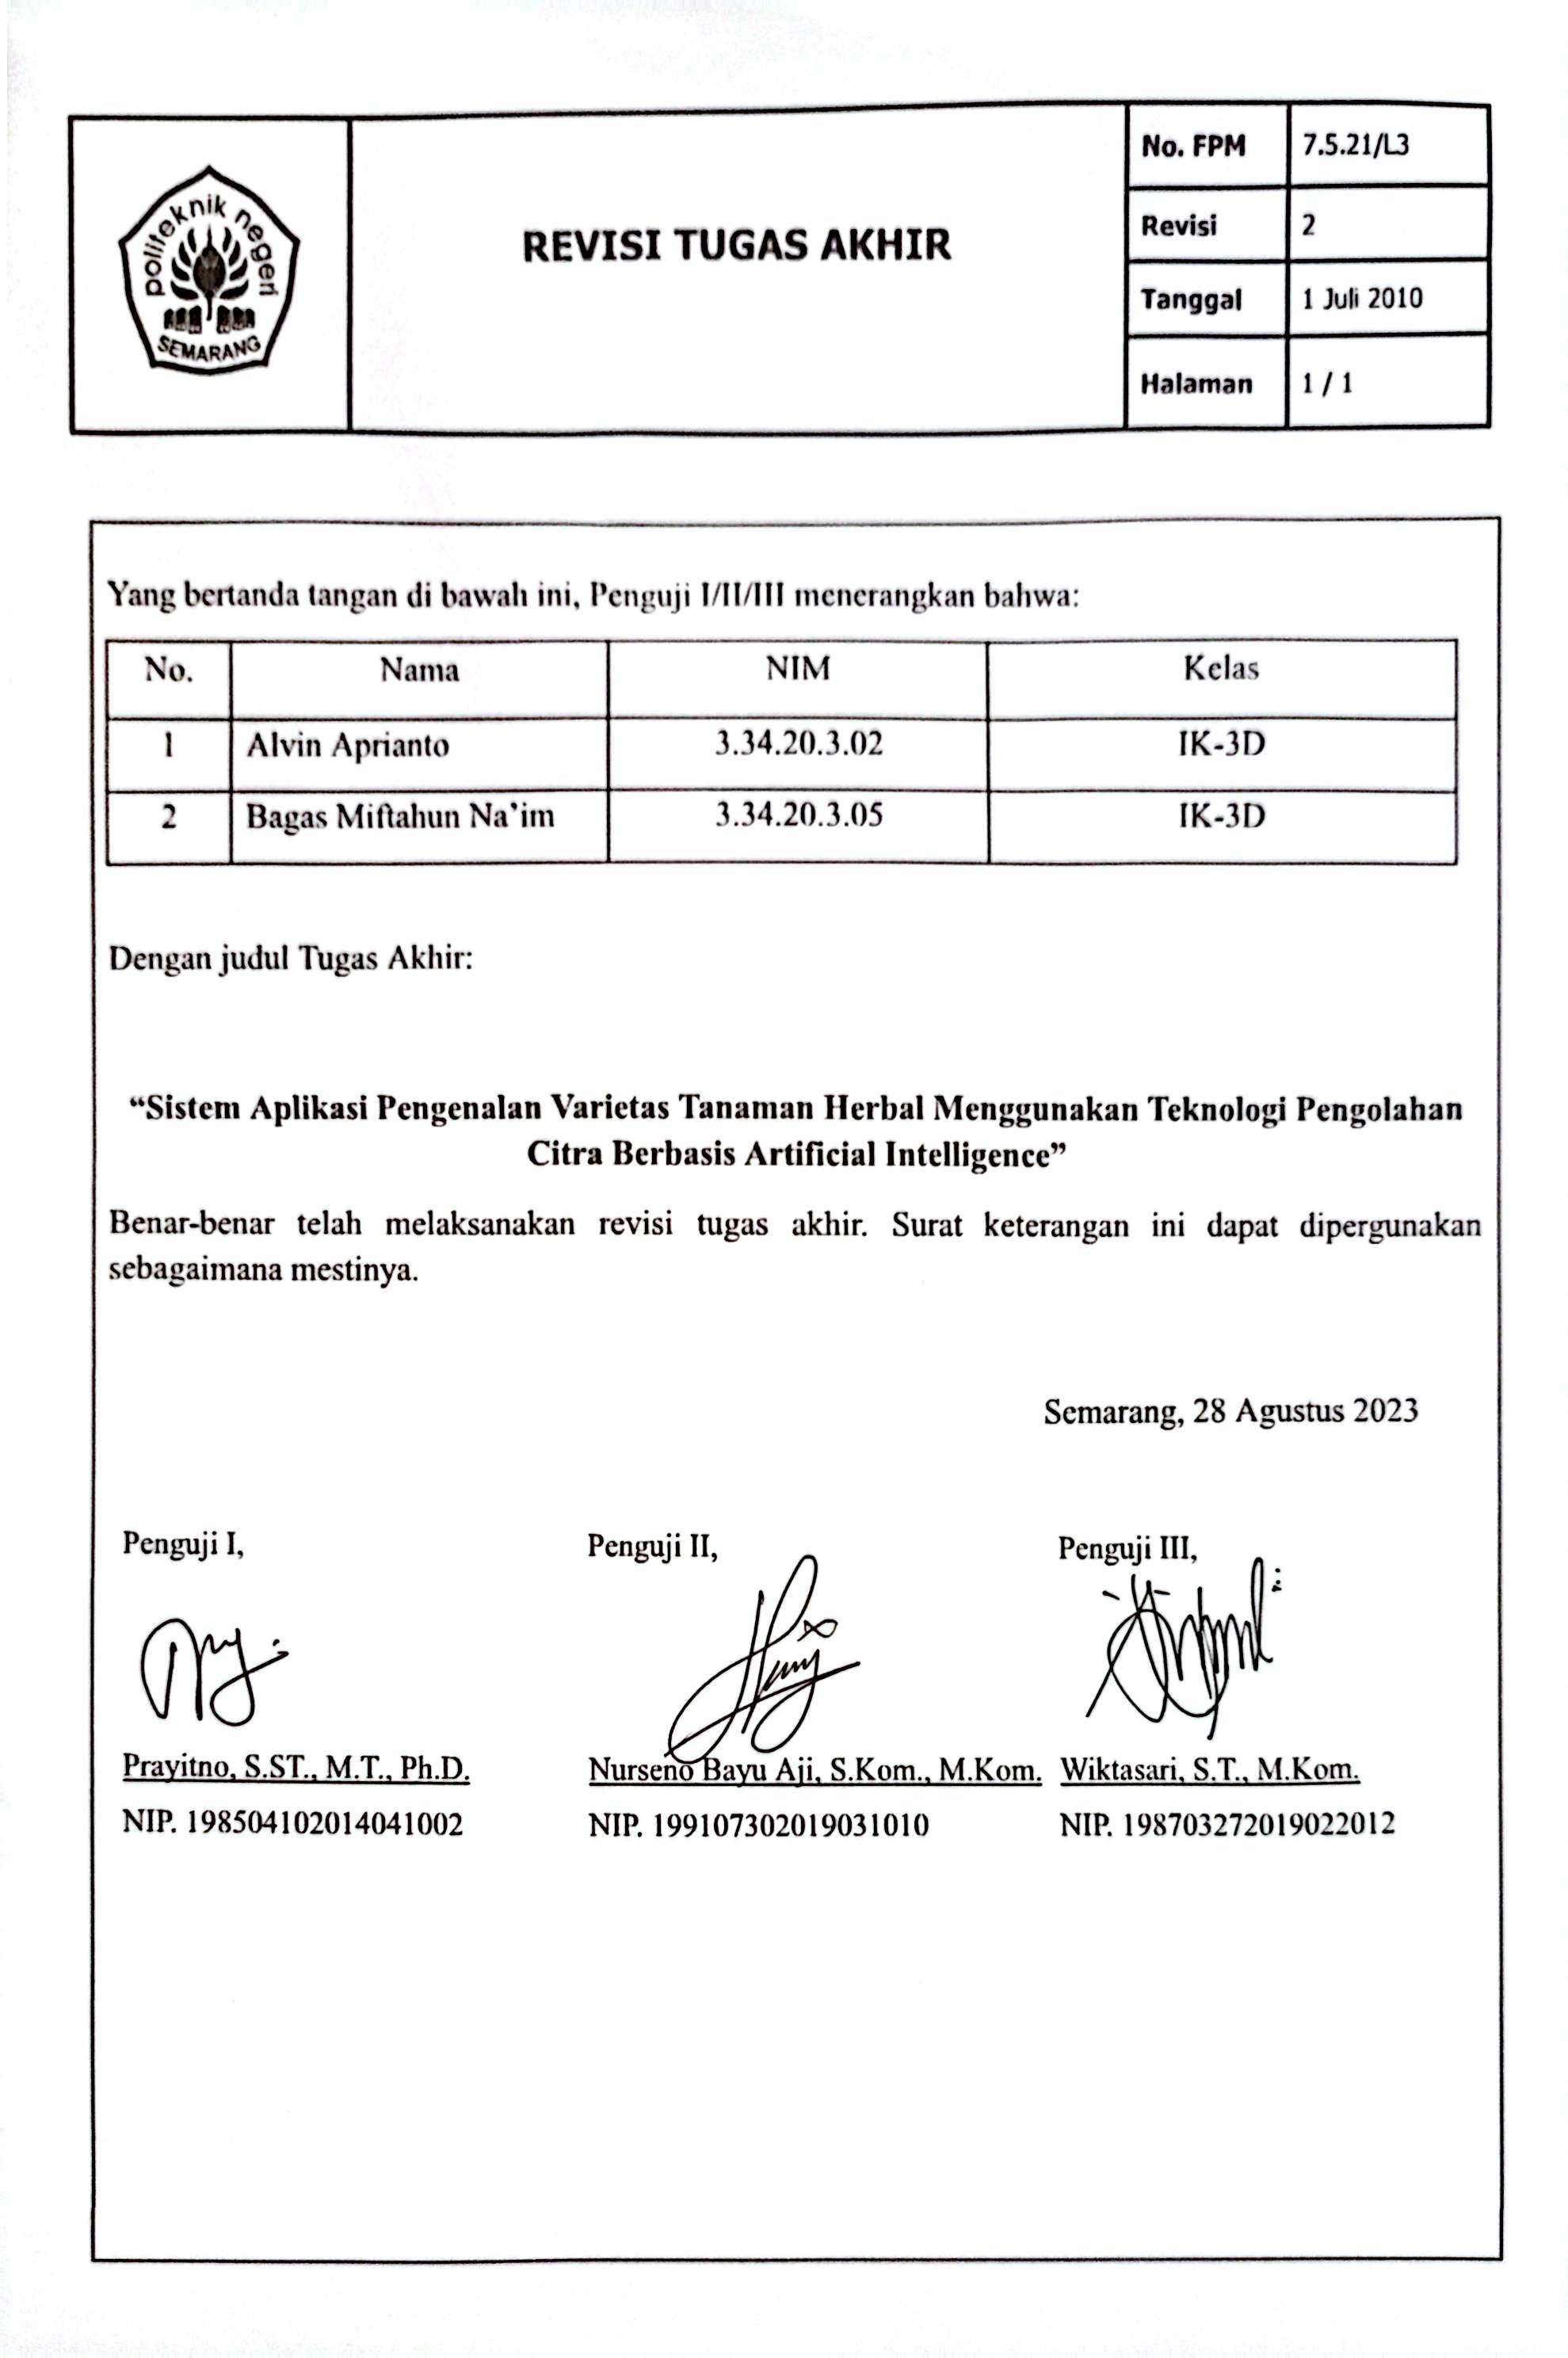 politeknik negeri
SEMARANG
REVISI TUGAS AKHIR
No. FPM 7.5.21/L3
Revisi 2
Tanggal 1 Juli 2010
Halaman 1 / 1
Yang bertanda tangan di bawah ini, Penguji I/II/III menerangkan bahwa:
No. Nama NIM Kelas
1 Alvin Aprianto 3.34.20.3.02 IK-3D
2 Bagas Miftahun Na'im 3.34.20.3.05 IK-3D
Dengan judul Tugas Akhir:
“Sistem Aplikasi Pengenalan Varietas Tanaman Herbal Menggunakan Teknologi Pengolahan
Citra Berbasis Artificial Intelligence”
Benar-benar telah melaksanakan revisi tugas akhir. Surat keterangan ini dapat dipergunakan
sebagaimana mestinya.
Semarang, 28 Agustus 2023
Penguji I, Penguji II, Penguji III,
Prayitno, S.ST., M.T., Ph.D. Nurseno Bayu Aji, S.Kom., M.Kom. Wiktasari, S.T., M.Kom.
NIP. 198504102014041002 NIP. 199107302019031010 NIP. 198703272019022012